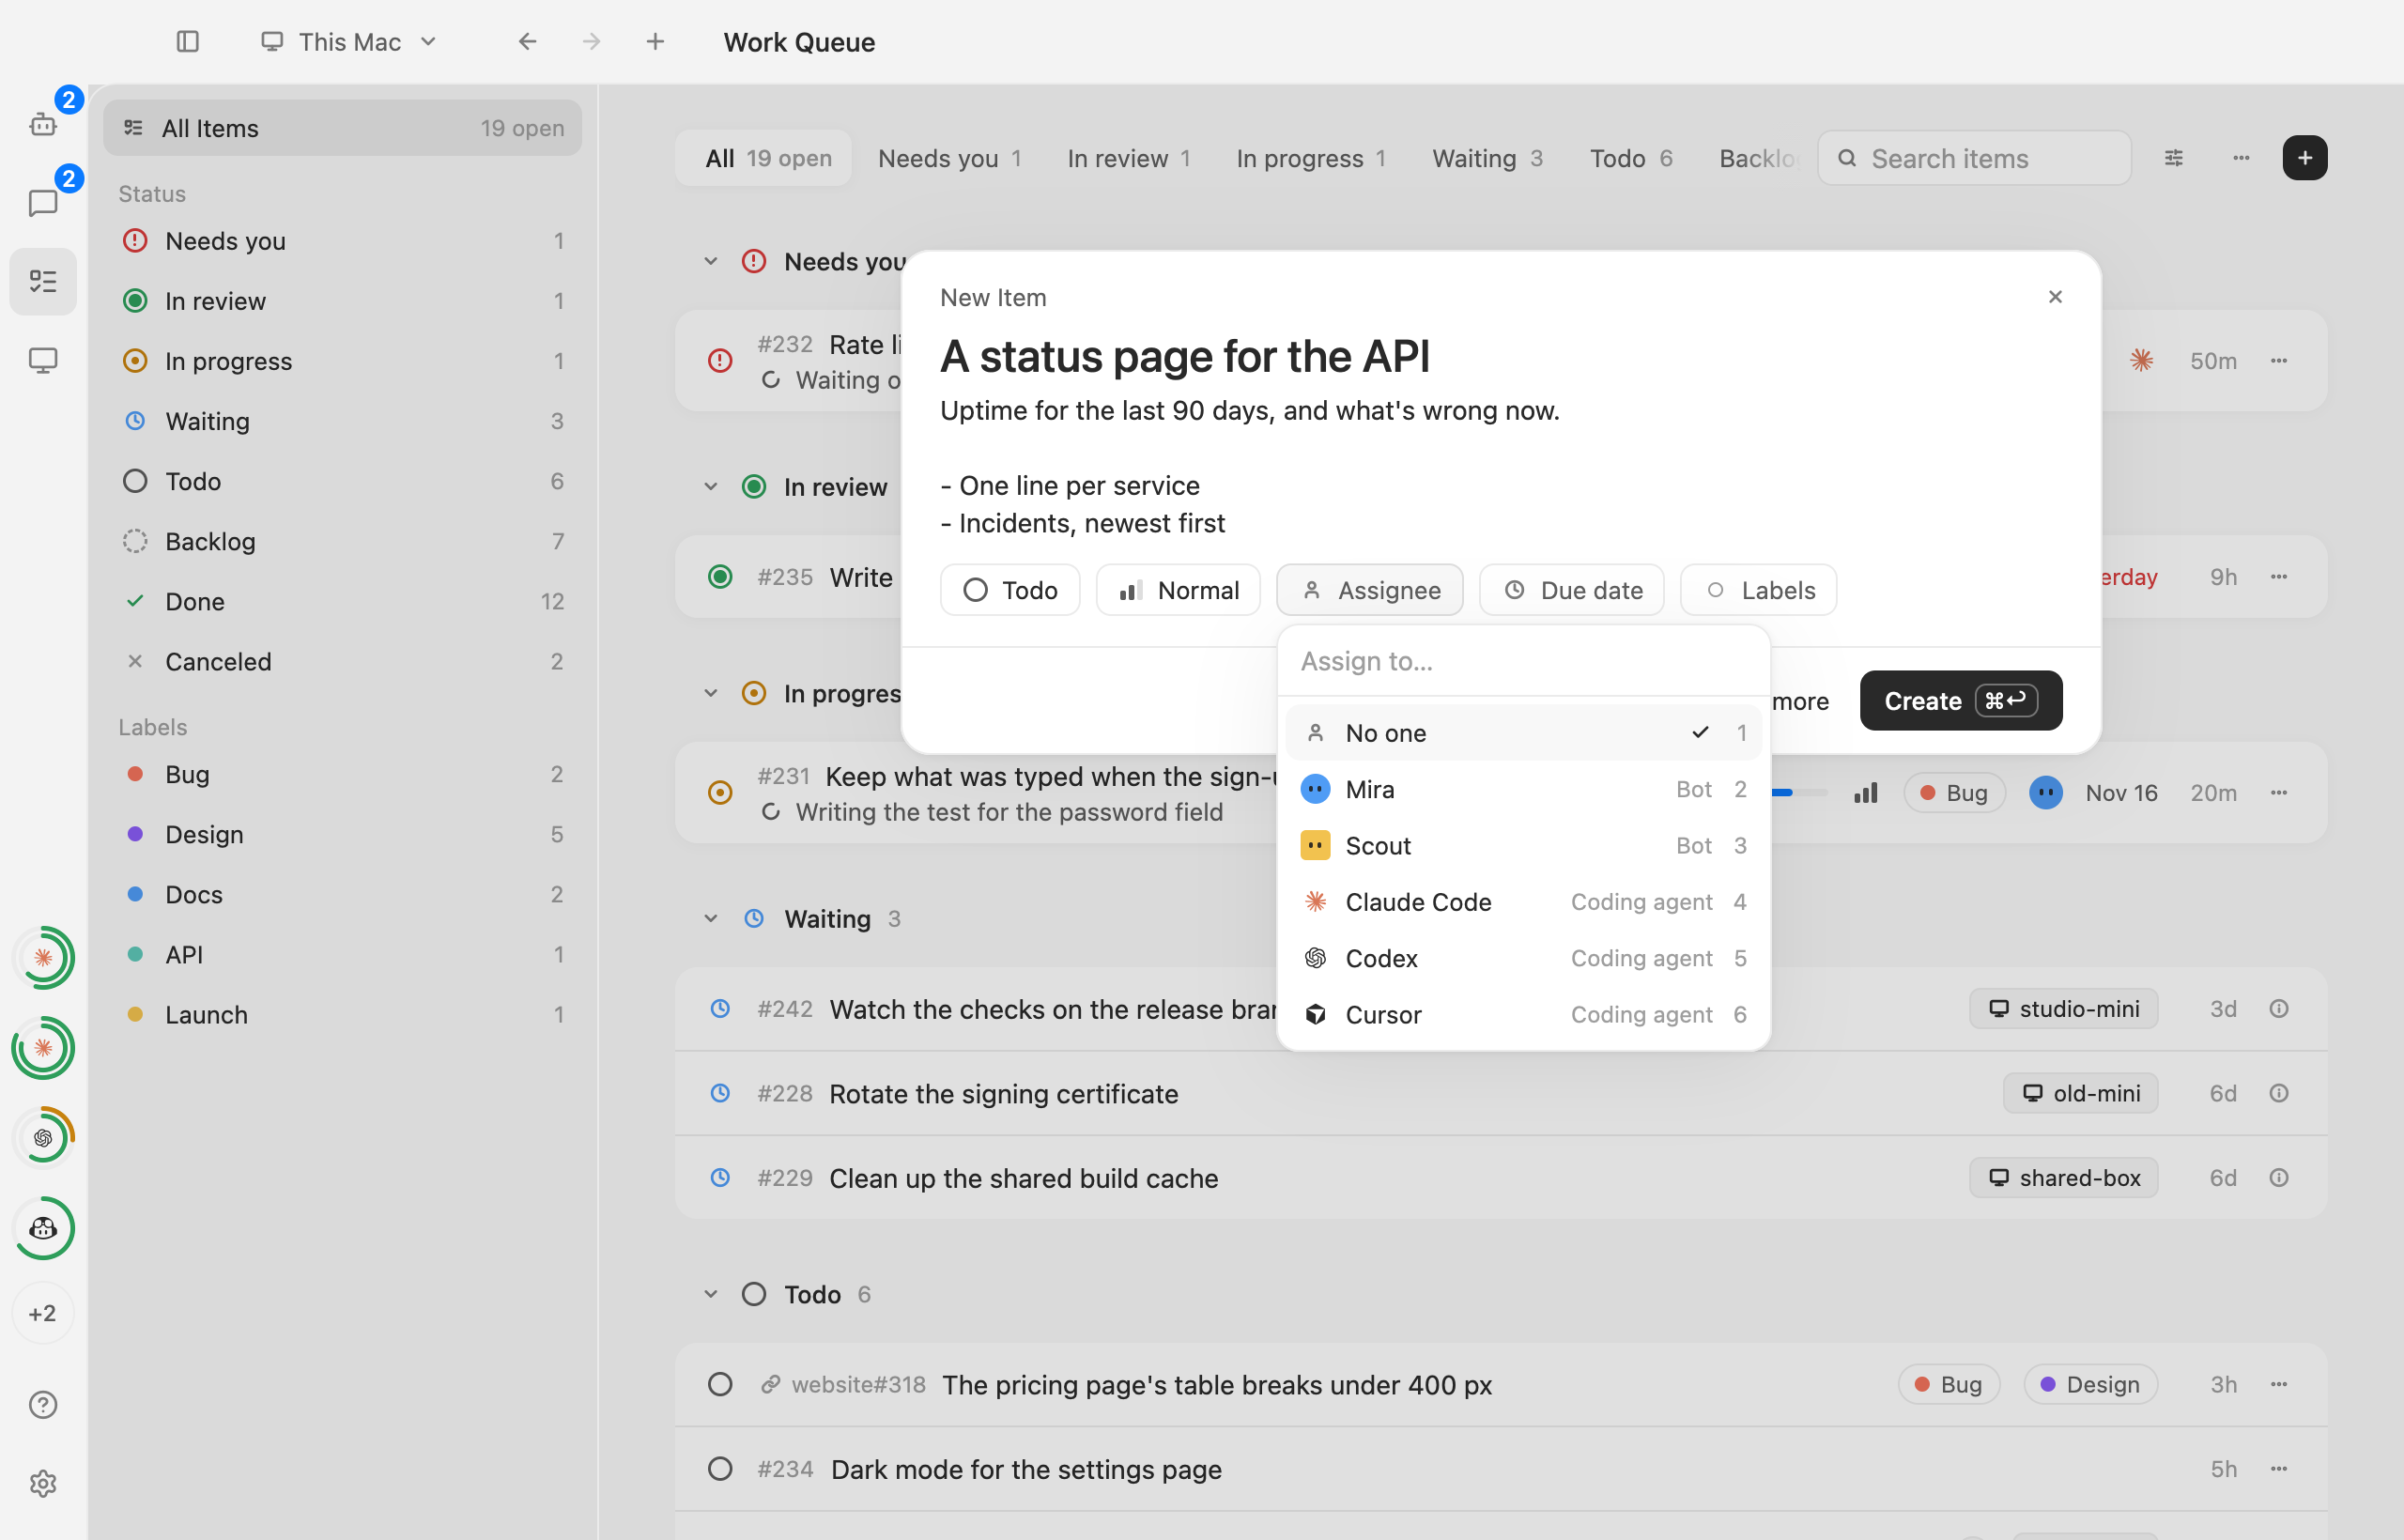 This Mac
Work Queue
2
2
+2
All Items 19 open
Status
Needs you 1
In review 1
In progress 1
Waiting 3
Todo 6
Backlog 7
Done 12
Canceled 2
Labels
Bug 2
Design 5
Docs 2
API 1
Launch 1
All 19 open Needs you 1 In review 1 In progress 1 Waiting 3 Todo 6 Backlo Search items
Needs you
#232 Rate li 50m
Waiting o
In review
#235 Write erday 9h
In progres
#231 Keep what was typed when the sign-u Bug Nov 16 20m
Writing the test for the password field
Waiting 3
#242 Watch the checks on the release bran studio-mini 3d
#228 Rotate the signing certificate old-mini 6d
#229 Clean up the shared build cache shared-box 6d
Todo 6
website#318 The pricing page's table breaks under 400 px Bug Design 3h
#234 Dark mode for the settings page 5h
New Item
A status page for the API
Uptime for the last 90 days, and what's wrong now.
- One line per service
- Incidents, newest first
Todo Normal Assignee Due date Labels
more Create ⌘↩
Assign to...
No one 1
Mira Bot 2
Scout Bot 3
Claude Code Coding agent 4
Codex Coding agent 5
Cursor Coding agent 6